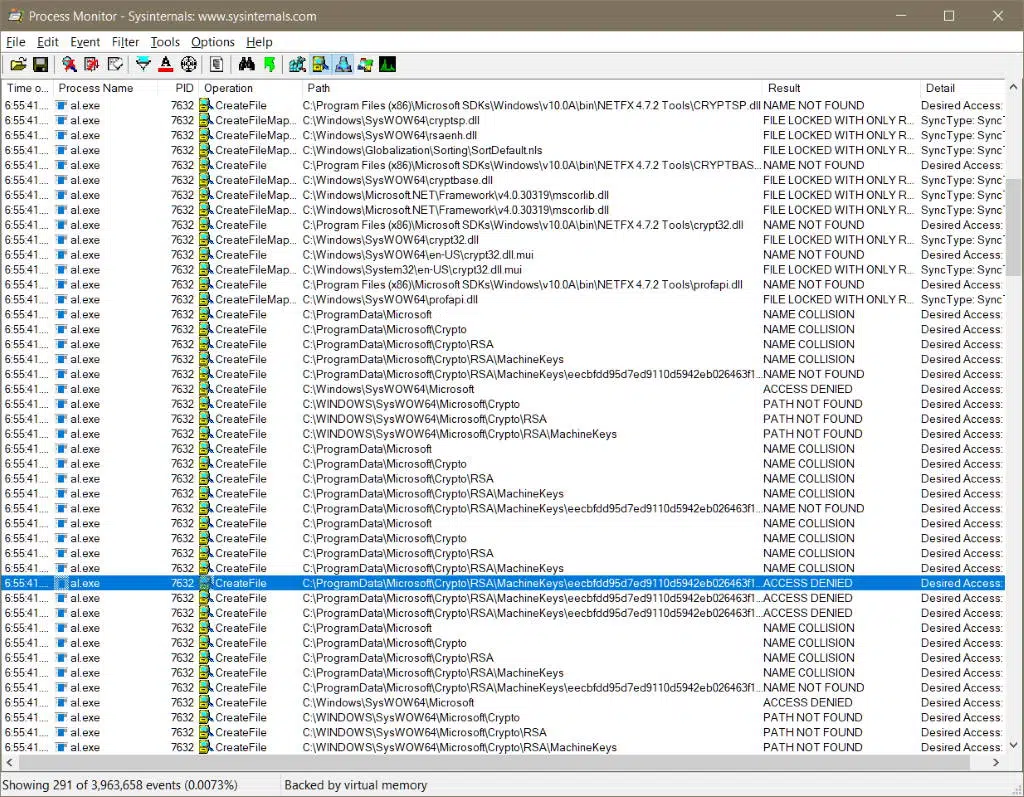 Process Monitor - Sysinternals: www.sysinternals.com
File Edit Event Filter Tools Options Help
Time o... Process Name PID Operation Path Result Detail
6:55:41.... al.exe 7632 CreateFile C:\Program Files (x86)\Microsoft SDKs\Windows\v10.0A\bin\NETFX 4.7.2 Tools\CRYPTSP.dll NAME NOT FOUND Desired Access:
6:55:41.... al.exe 7632 CreateFileMap... C:\Windows\SysWOW64\cryptsp.dll FILE LOCKED WITH ONLY R... SyncType: SyncT
6:55:41.... al.exe 7632 CreateFileMap... C:\Windows\SysWOW64\rsaenh.dll FILE LOCKED WITH ONLY R... SyncType: SyncT
6:55:41.... al.exe 7632 CreateFileMap... C:\Windows\Globalization\Sorting\SortDefault.nls FILE LOCKED WITH ONLY R... SyncType: SyncT
6:55:41.... al.exe 7632 CreateFile C:\Program Files (x86)\Microsoft SDKs\Windows\v10.0A\bin\NETFX 4.7.2 Tools\CRYPTBAS... NAME NOT FOUND Desired Access:
6:55:41.... al.exe 7632 CreateFileMap... C:\Windows\SysWOW64\cryptbase.dll FILE LOCKED WITH ONLY R... SyncType: SyncT
6:55:41.... al.exe 7632 CreateFileMap... C:\Windows\Microsoft.NET\Framework\v4.0.30319\mscorlib.dll FILE LOCKED WITH ONLY R... SyncType: SyncT
6:55:41.... al.exe 7632 CreateFileMap... C:\Windows\Microsoft.NET\Framework\v4.0.30319\mscorlib.dll FILE LOCKED WITH ONLY R... SyncType: SyncT
6:55:41.... al.exe 7632 CreateFile C:\Program Files (x86)\Microsoft SDKs\Windows\v10.0A\bin\NETFX 4.7.2 Tools\crypt32.dll NAME NOT FOUND Desired Access:
6:55:41.... al.exe 7632 CreateFileMap... C:\Windows\SysWOW64\crypt32.dll FILE LOCKED WITH ONLY R... SyncType: SyncT
6:55:41.... al.exe 7632 CreateFile C:\Windows\SysWOW64\en-US\crypt32.dll.mui NAME NOT FOUND Desired Access:
6:55:41.... al.exe 7632 CreateFileMap... C:\Windows\System32\en-US\crypt32.dll.mui FILE LOCKED WITH ONLY R... SyncType: SyncT
6:55:41.... al.exe 7632 CreateFile C:\Program Files (x86)\Microsoft SDKs\Windows\v10.0A\bin\NETFX 4.7.2 Tools\profapi.dll NAME NOT FOUND Desired Access:
6:55:41.... al.exe 7632 CreateFileMap... C:\Windows\SysWOW64\profapi.dll FILE LOCKED WITH ONLY R... SyncType: SyncT
6:55:41.... al.exe 7632 CreateFile C:\ProgramData\Microsoft NAME COLLISION Desired Access:
6:55:41.... al.exe 7632 CreateFile C:\ProgramData\Microsoft\Crypto NAME COLLISION Desired Access:
6:55:41.... al.exe 7632 CreateFile C:\ProgramData\Microsoft\Crypto\RSA NAME COLLISION Desired Access:
6:55:41.... al.exe 7632 CreateFile C:\ProgramData\Microsoft\Crypto\RSA\MachineKeys NAME COLLISION Desired Access:
6:55:41.... al.exe 7632 CreateFile C:\ProgramData\Microsoft\Crypto\RSA\MachineKeys\eecbfdd95d7ed9110d5942eb026463f1... NAME NOT FOUND Desired Access:
6:55:41.... al.exe 7632 CreateFile C:\Windows\SysWOW64\Microsoft ACCESS DENIED Desired Access:
6:55:41.... al.exe 7632 CreateFile C:\WINDOWS\SysWOW64\Microsoft\Crypto PATH NOT FOUND Desired Access:
6:55:41.... al.exe 7632 CreateFile C:\WINDOWS\SysWOW64\Microsoft\Crypto\RSA PATH NOT FOUND Desired Access:
6:55:41.... al.exe 7632 CreateFile C:\WINDOWS\SysWOW64\Microsoft\Crypto\RSA\MachineKeys PATH NOT FOUND Desired Access:
6:55:41.... al.exe 7632 CreateFile C:\ProgramData\Microsoft NAME COLLISION Desired Access:
6:55:41.... al.exe 7632 CreateFile C:\ProgramData\Microsoft\Crypto NAME COLLISION Desired Access:
6:55:41.... al.exe 7632 CreateFile C:\ProgramData\Microsoft\Crypto\RSA NAME COLLISION Desired Access:
6:55:41.... al.exe 7632 CreateFile C:\ProgramData\Microsoft\Crypto\RSA\MachineKeys NAME COLLISION Desired Access:
6:55:41.... al.exe 7632 CreateFile C:\ProgramData\Microsoft\Crypto\RSA\MachineKeys\eecbfdd95d7ed9110d5942eb026463f1... NAME NOT FOUND Desired Access:
6:55:41.... al.exe 7632 CreateFile C:\ProgramData\Microsoft NAME COLLISION Desired Access:
6:55:41.... al.exe 7632 CreateFile C:\ProgramData\Microsoft\Crypto NAME COLLISION Desired Access:
6:55:41.... al.exe 7632 CreateFile C:\ProgramData\Microsoft\Crypto\RSA NAME COLLISION Desired Access:
6:55:41.... al.exe 7632 CreateFile C:\ProgramData\Microsoft\Crypto\RSA\MachineKeys NAME COLLISION Desired Access:
6:55:41.... al.exe 7632 CreateFile C:\ProgramData\Microsoft\Crypto\RSA\MachineKeys\eecbfdd95d7ed9110d5942eb026463f1... ACCESS DENIED Desired Access:
6:55:41.... al.exe 7632 CreateFile C:\ProgramData\Microsoft\Crypto\RSA\MachineKeys\eecbfdd95d7ed9110d5942eb026463f1... ACCESS DENIED Desired Access:
6:55:41.... al.exe 7632 CreateFile C:\ProgramData\Microsoft\Crypto\RSA\MachineKeys\eecbfdd95d7ed9110d5942eb026463f1... ACCESS DENIED Desired Access:
6:55:41.... al.exe 7632 CreateFile C:\ProgramData\Microsoft NAME COLLISION Desired Access:
6:55:41.... al.exe 7632 CreateFile C:\ProgramData\Microsoft\Crypto NAME COLLISION Desired Access:
6:55:41.... al.exe 7632 CreateFile C:\ProgramData\Microsoft\Crypto\RSA NAME COLLISION Desired Access:
6:55:41.... al.exe 7632 CreateFile C:\ProgramData\Microsoft\Crypto\RSA\MachineKeys NAME COLLISION Desired Access:
6:55:41.... al.exe 7632 CreateFile C:\ProgramData\Microsoft\Crypto\RSA\MachineKeys\eecbfdd95d7ed9110d5942eb026463f1... NAME NOT FOUND Desired Access:
6:55:41.... al.exe 7632 CreateFile C:\Windows\SysWOW64\Microsoft ACCESS DENIED Desired Access:
6:55:41.... al.exe 7632 CreateFile C:\WINDOWS\SysWOW64\Microsoft\Crypto PATH NOT FOUND Desired Access:
6:55:41.... al.exe 7632 CreateFile C:\WINDOWS\SysWOW64\Microsoft\Crypto\RSA PATH NOT FOUND Desired Access:
6:55:41.... al.exe 7632 CreateFile C:\WINDOWS\SysWOW64\Microsoft\Crypto\RSA\MachineKeys PATH NOT FOUND Desired Access:
Showing 291 of 3,963,658 events (0.0073%) Backed by virtual memory